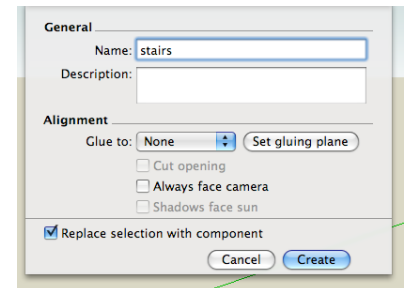 General
Name: stairs
Description:
Alignment
Glue to: None Set gluing plane
Cut opening
Always face camera
Shadows face sun
Replace selection with component
Cancel Create